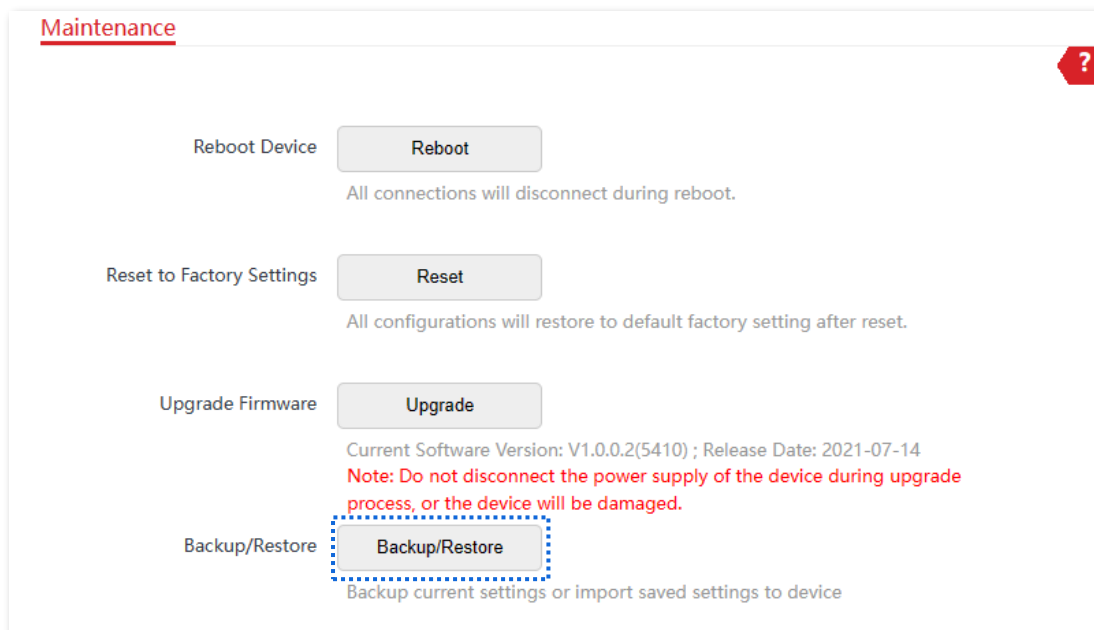 Maintenance
?
Reboot Device
Reboot
All connections will disconnect during reboot.
Reset to Factory Settings
Reset
All configurations will restore to default factory setting after reset.
Upgrade Firmware
Upgrade
Current Software Version: V1.0.0.2(5410) ; Release Date: 2021-07-14
Note: Do not disconnect the power supply of the device during upgrade
process, or the device will be damaged.
Backup/Restore
Backup/Restore
Backup current settings or import saved settings to device